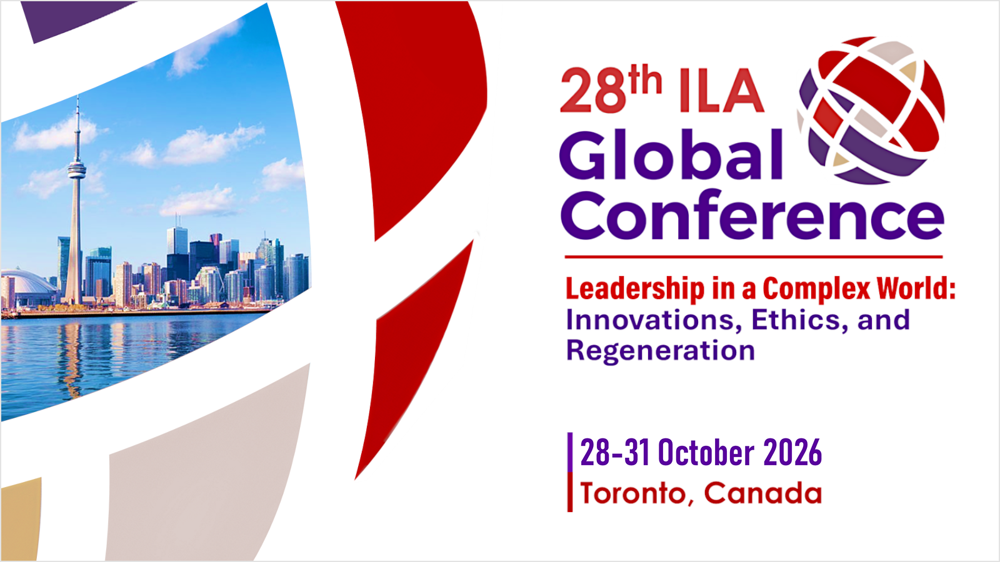 28th ILA
Global
Conference
Leadership in a Complex World:
Innovations, Ethics, and
Regeneration
28-31 October 2026
Toronto, Canada